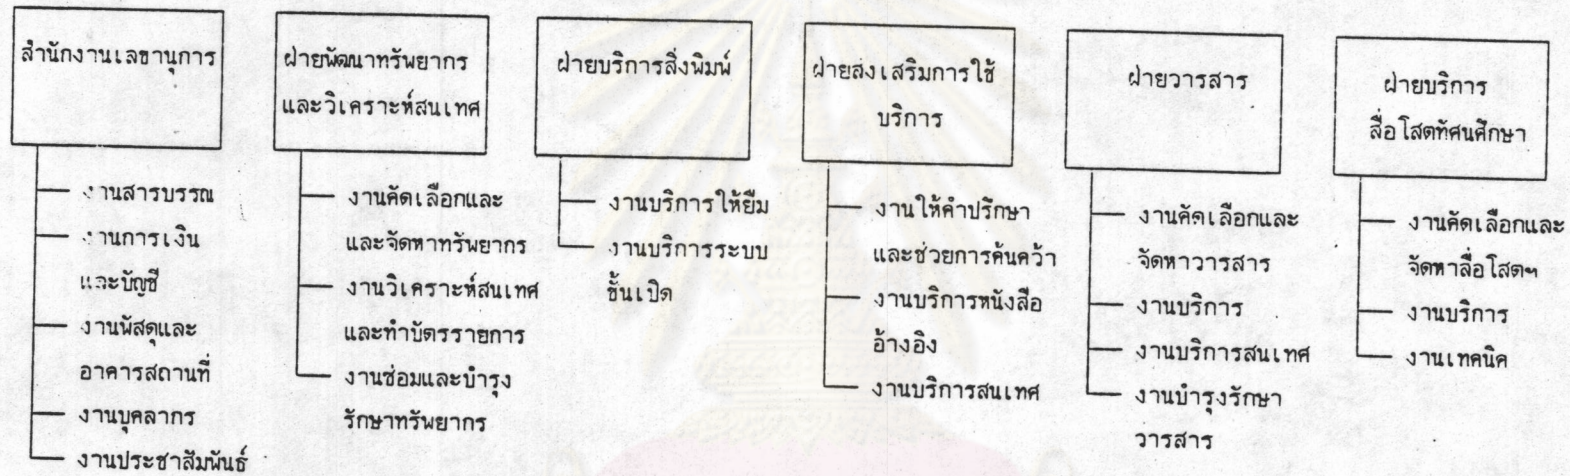 สำนักงานเลขานุการ
งานสารบรรณ
งานการเงิน
และบัญชี
งานพัสดุและ
อาคารสถานที่
งานบุคลากร
งานประชาสัมพันธ์
ฝ่ายพัฒนาทรัพยากร
และวิเคราะห์สนเทศ
งานคัดเลือกและ
และจัดหาทรัพยากร
งานวิเคราะห์สนเทศ
และทำบัตรรายการ
งานซ่อมและบำรุง
รักษาทรัพยากร
ฝ่ายบริการสิ่งพิมพ์
งานบริการให้ยืม
งานบริการระบบ
ชั้นเปิด
ฝ่ายส่งเสริมการใช้
บริการ
งานให้คำปรึกษา
และช่วยการค้นคว้า
งานบริการหนังสือ
อ้างอิง
งานบริการสนเทศ
ฝ่ายวารสาร
งานคัดเลือกและ
จัดหาวารสาร
งานบริการ
งานบริการสนเทศ
งานบำรุงรักษา
วารสาร
ฝ่ายบริการ
สื่อโสตทัศนศึกษา
งานคัดเลือกและ
จัดหาสื่อโสตฯ
งานบริการ
งานเทคนิค